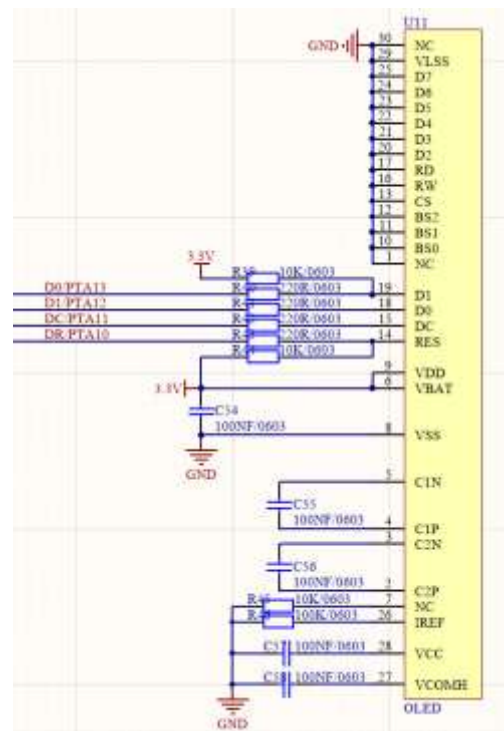 U11
GND
30 NC
29 VLSS
25 D7
24 D6
23 D5
22 D4
21 D3
20 D2
17 RD
16 RW
13 CS
12 BS2
11 BS1
10 BS0
1 NC
3.3V
10K/0603
D0/PTA13 220R/0603 19 D1
D1/PTA12 220R/0603 18 D0
DC/PTA11 220R/0603 15 DC
DR/PTA10 220R/0603 14 RES
10K/0603
9 VDD
3.3V 6 VBAT
C54
100NF/0603 8 VSS
GND
5 C1N
C55
100NF/0603
4 C1P
3 C2N
C56
100NF/0603
2 C2P
10K/0603 7 NC
100K/0603 26 IREF
C57 100NF/0603 28 VCC
C58 100NF/0603 27 VCOMH
GND
OLED